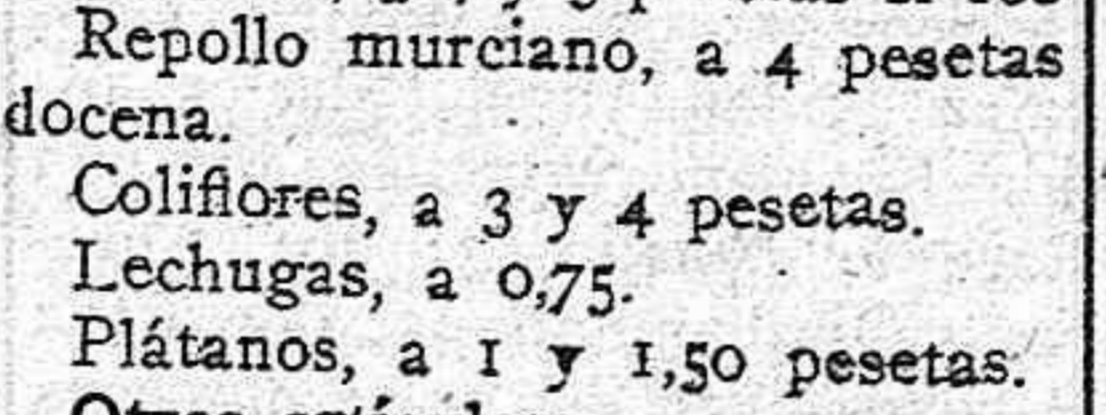 Repollo murciano, a 4 pesetas
docena.
Coliflores, a 3 y 4 pesetas.
Lechugas, a 0,75.
Plátanos, a 1 y 1,50 pesetas.